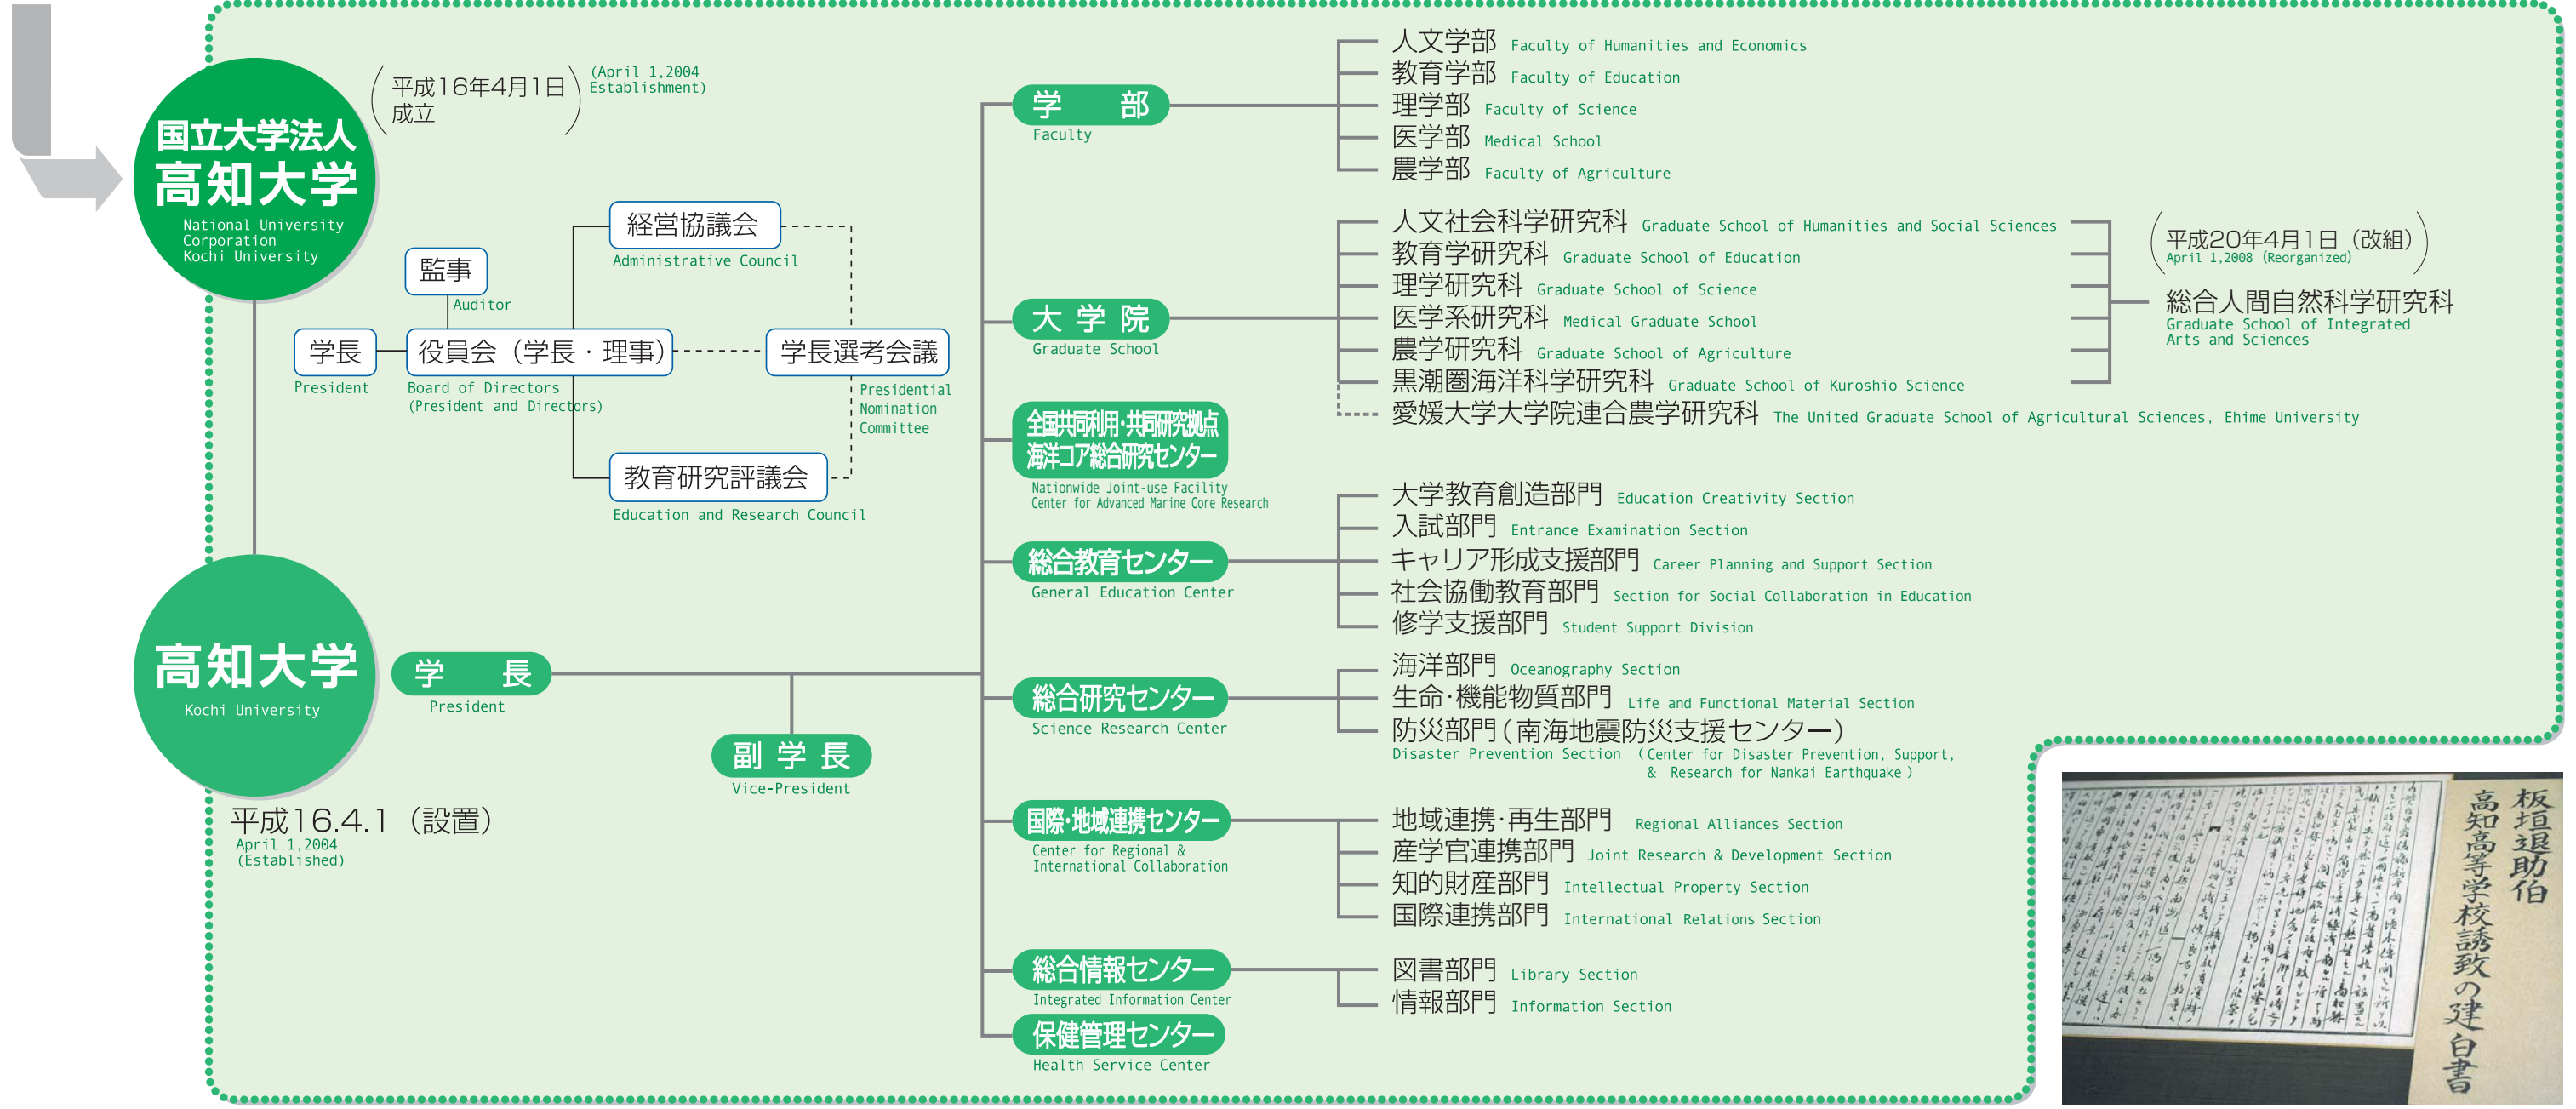 国立大学法人
高知大学
National University
Corporation
Kochi University
平成16年4月1日
成立
(April 1,2004
Establishment)
経営協議会
Administrative Council
監事
Auditor
学長
President
役員会（学長・理事）
Board of Directors
(President and Directors)
学長選考会議
Presidential
Nomination
Committee
教育研究評議会
Education and Research Council
高知大学
Kochi University
平成16.4.1（設置）
April 1,2004
(Established)
学長
President
副学長
Vice-President
学部
Faculty
人文学部 Faculty of Humanities and Economics
教育学部 Faculty of Education
理学部 Faculty of Science
医学部 Medical School
農学部 Faculty of Agriculture
大学院
Graduate School
人文社会科学研究科 Graduate School of Humanities and Social Sciences
教育学研究科 Graduate School of Education
理学研究科 Graduate School of Science
医学系研究科 Medical Graduate School
農学研究科 Graduate School of Agriculture
黒潮圏海洋科学研究科 Graduate School of Kuroshio Science
愛媛大学大学院連合農学研究科 The United Graduate School of Agricultural Sciences, Ehime University
平成20年4月1日（改組）
April 1,2008 (Reorganized)
総合人間自然科学研究科
Graduate School of Integrated
Arts and Sciences
全国共同利用・共同研究拠点
海洋コア総合研究センター
Nationwide Joint-use Facility
Center for Advanced Marine Core Research
総合教育センター
General Education Center
大学教育創造部門 Education Creativity Section
入試部門 Entrance Examination Section
キャリア形成支援部門 Career Planning and Support Section
社会協働教育部門 Section for Social Collaboration in Education
修学支援部門 Student Support Division
総合研究センター
Science Research Center
海洋部門 Oceanography Section
生命・機能物質部門 Life and Functional Material Section
防災部門（南海地震防災支援センター）
Disaster Prevention Section (Center for Disaster Prevention, Support,
& Research for Nankai Earthquake)
国際・地域連携センター
Center for Regional &
International Collaboration
地域連携・再生部門 Regional Alliances Section
産学官連携部門 Joint Research & Development Section
知的財産部門 Intellectual Property Section
国際連携部門 International Relations Section
総合情報センター
Integrated Information Center
図書部門 Library Section
情報部門 Information Section
保健管理センター
Health Service Center
板垣退助伯
高知高等学校誘致の建白書